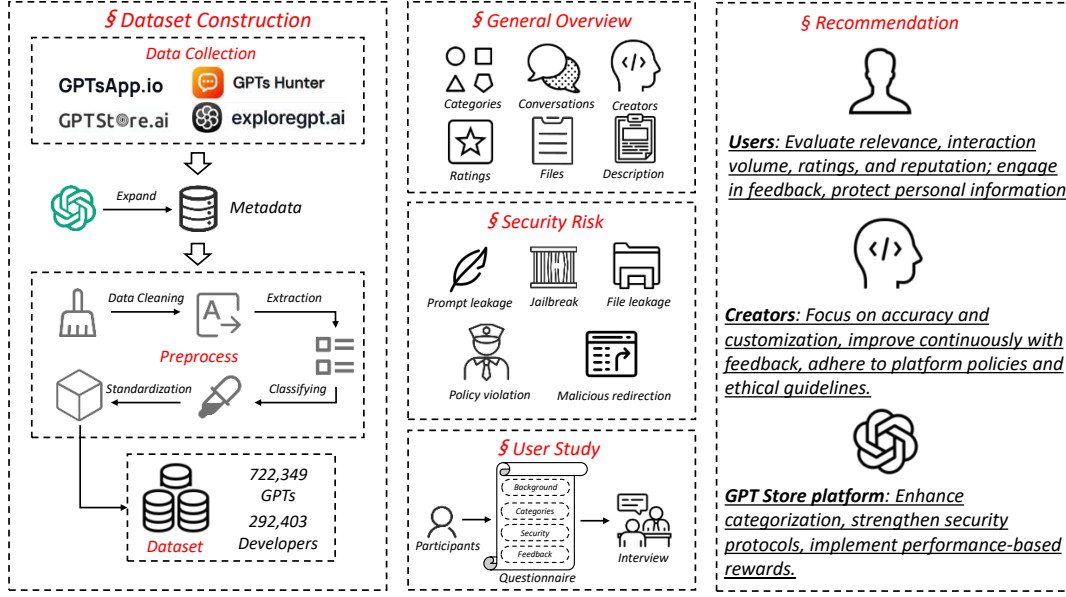 § Dataset Construction
Data Collection
GPTsApp.io
GPTs Hunter
GPTStore.ai
exploregpt.ai
Expand
Metadata
Data Cleaning
Extraction
Preprocess
Standardization
Classifying
722,349
GPTs
292,403
Developers
Dataset
§ General Overview
Categories
Conversations
Creators
Ratings
Files
Description
§ Security Risk
Prompt leakage
Jailbreak
File leakage
Policy violation
Malicious redirection
§ User Study
Background
Categories
Security
Feedback
Participants
Questionnaire
Interview
§ Recommendation
Users: Evaluate relevance, interaction
volume, ratings, and reputation; engage
in feedback, protect personal information
Creators: Focus on accuracy and
customization, improve continuously with
feedback, adhere to platform policies and
ethical guidelines.
GPT Store platform: Enhance
categorization, strengthen security
protocols, implement performance-based
rewards.